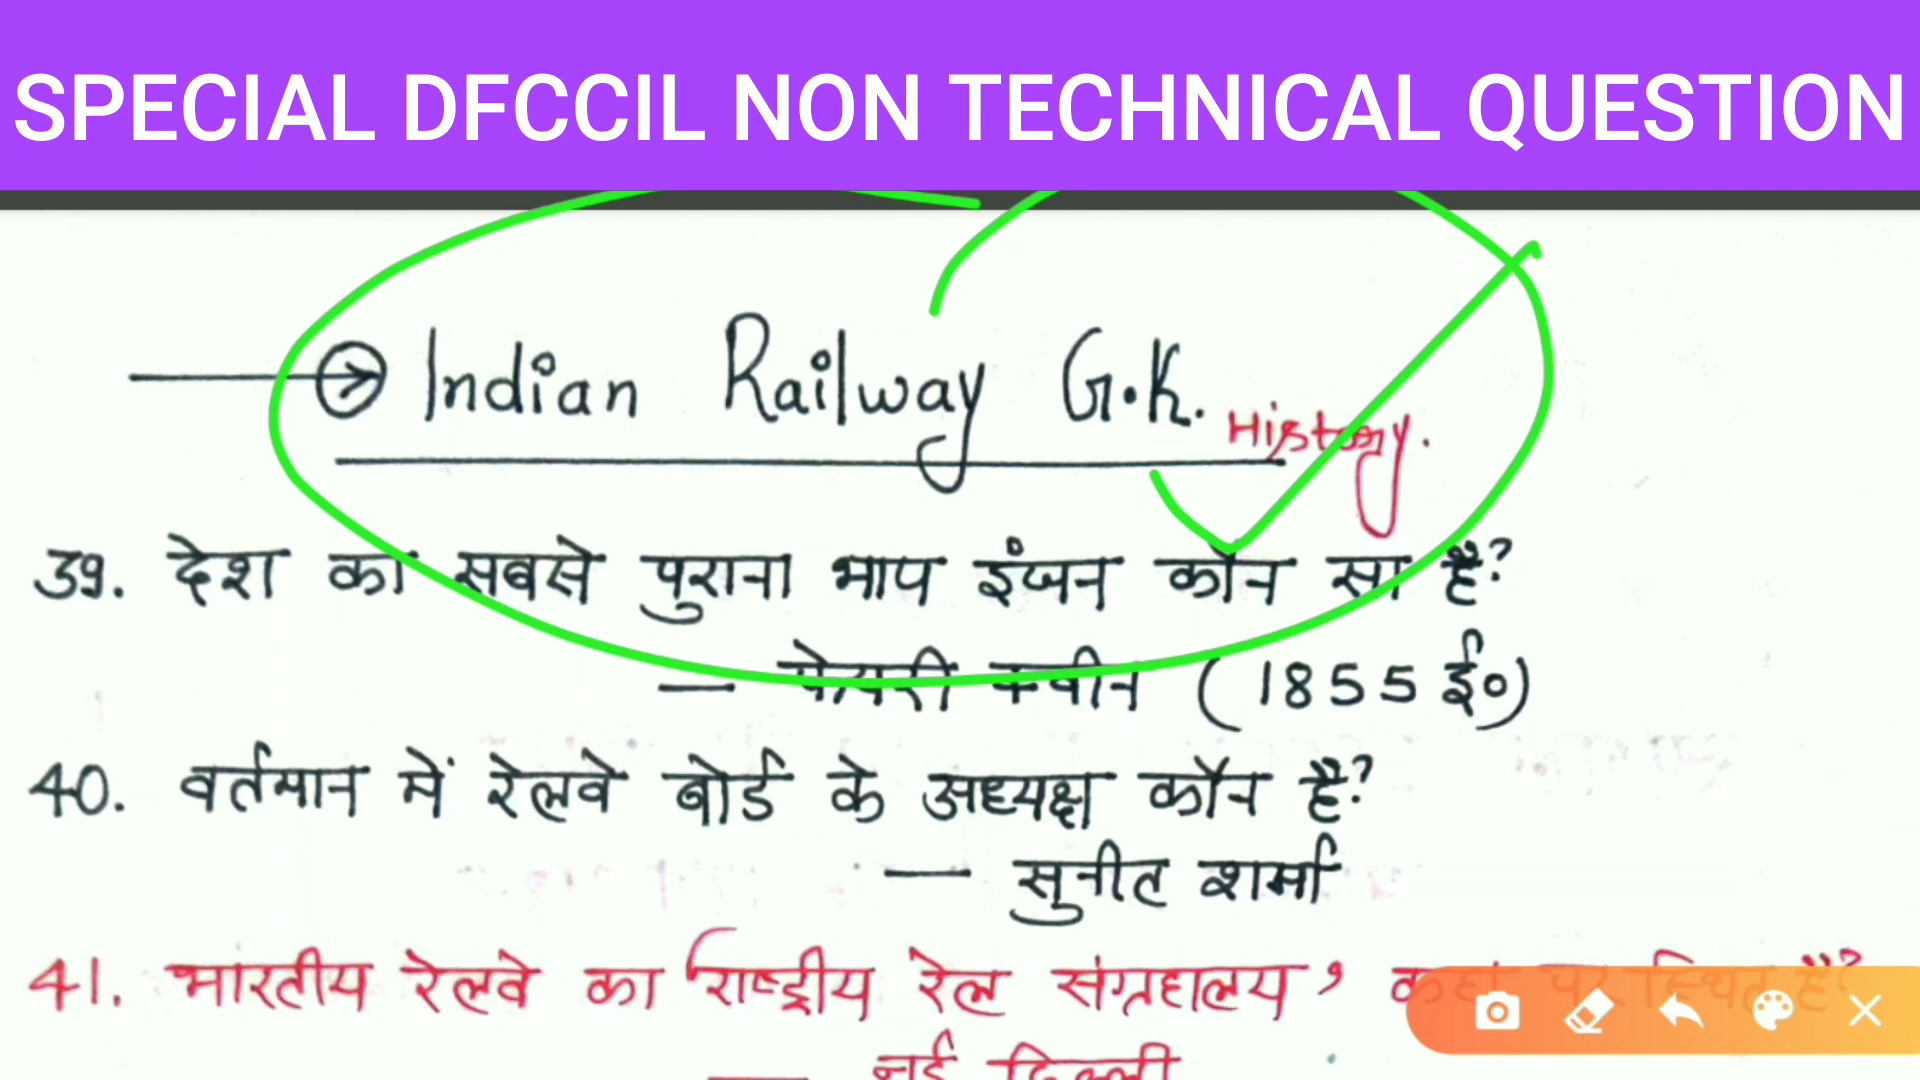 SPECIAL DFCCIL NON TECHNICAL QUESTION
Indian Railway G.K. History.
39. देश का सबसे पुराना भाप इंजन कौन सा है?
— फेयरी क्वीन (1855 ई०)
40. वर्तमान में रेलवे बोर्ड के अध्यक्ष कौन है?
— सुनीत शर्मा
41. भारतीय रेलवे का 'राष्ट्रीय रेल संग्रहालय' कहां पर स्थित है?
— नई दिल्ली